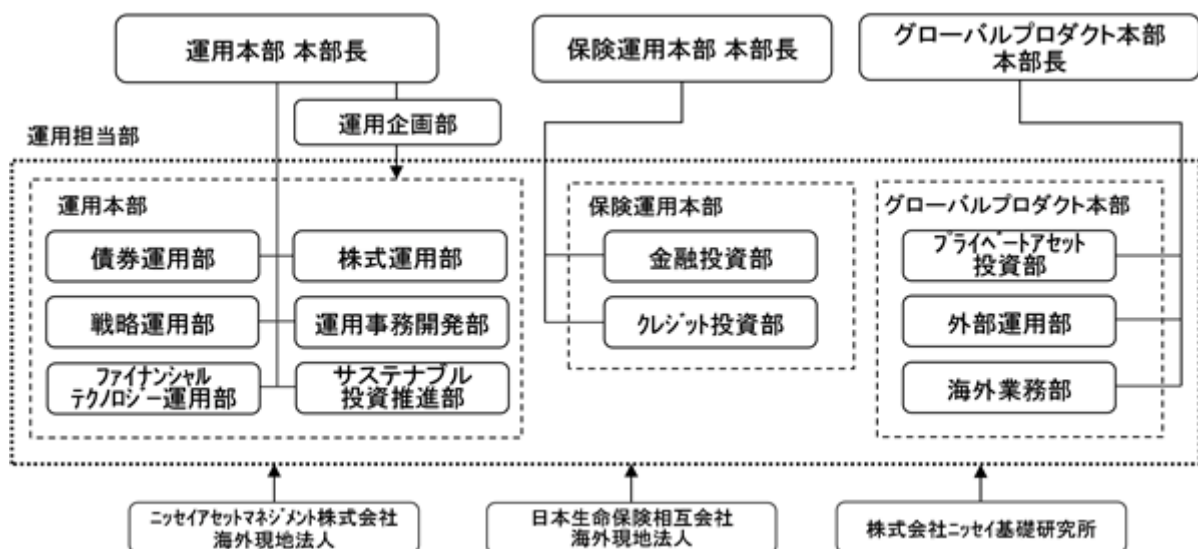 運用本部 本部長
保険運用本部 本部長
グローバルプロダクト本部
本部長
運用企画部
運用担当部
運用本部
債券運用部
株式運用部
戦略運用部
運用事務開発部
ファイナンシャル
テクノロジー運用部
サステナブル
投資推進部
保険運用本部
金融投資部
クレジット投資部
グローバルプロダクト本部
プライベートアセット
投資部
外部運用部
海外業務部
ニッセイアセットマネジメント株式会社
海外現地法人
日本生命保険相互会社
海外現地法人
株式会社ニッセイ基礎研究所